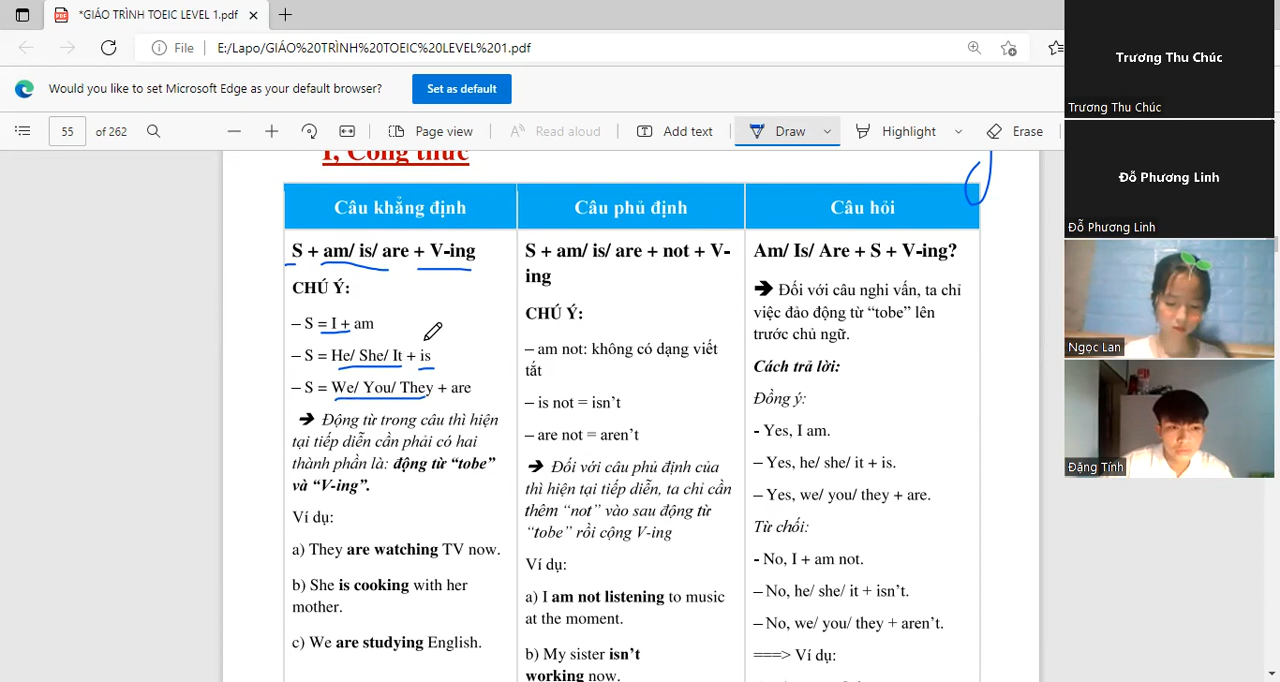 *GIÁO TRÌNH TOEIC LEVEL 1.pdf
File E:/Lapo/GIÁO%20TRÌNH%20TOEIC%20LEVEL%201.pdf
Would you like to set Microsoft Edge as your default browser? Set as default
55 of 262 Page view Read aloud Add text Draw Highlight Erase
I, Công thức
Câu khẳng định
S + am/ is/ are + V-ing
CHÚ Ý:
– S = I + am
– S = He/ She/ It + is
– S = We/ You/ They + are
➔ Động từ trong câu thì hiện
tại tiếp diễn cần phải có hai
thành phần là: động từ “tobe”
và “V-ing”.
Ví dụ:
a) They are watching TV now.
b) She is cooking with her
mother.
c) We are studying English.
Câu phủ định
S + am/ is/ are + not + V-
ing
CHÚ Ý:
– am not: không có dạng viết
tắt
– is not = isn’t
– are not = aren’t
➔ Đối với câu phủ định của
thì hiện tại tiếp diễn, ta chỉ cần
thêm “not” vào sau động từ
“tobe” rồi cộng V-ing
Ví dụ:
a) I am not listening to music
at the moment.
b) My sister isn’t
working now.
Câu hỏi
Am/ Is/ Are + S + V-ing?
➔ Đối với câu nghi vấn, ta chỉ
việc đảo động từ “tobe” lên
trước chủ ngữ.
Cách trả lời:
Đồng ý:
- Yes, I am.
– Yes, he/ she/ it + is.
– Yes, we/ you/ they + are.
Từ chối:
- No, I + am not.
– No, he/ she/ it + isn’t.
– No, we/ you/ they + aren’t.
===> Ví dụ:
Trương Thu Chúc
Trương Thu Chúc
Đỗ Phương Linh
Đỗ Phương Linh
Ngọc Lan
Đặng Tính